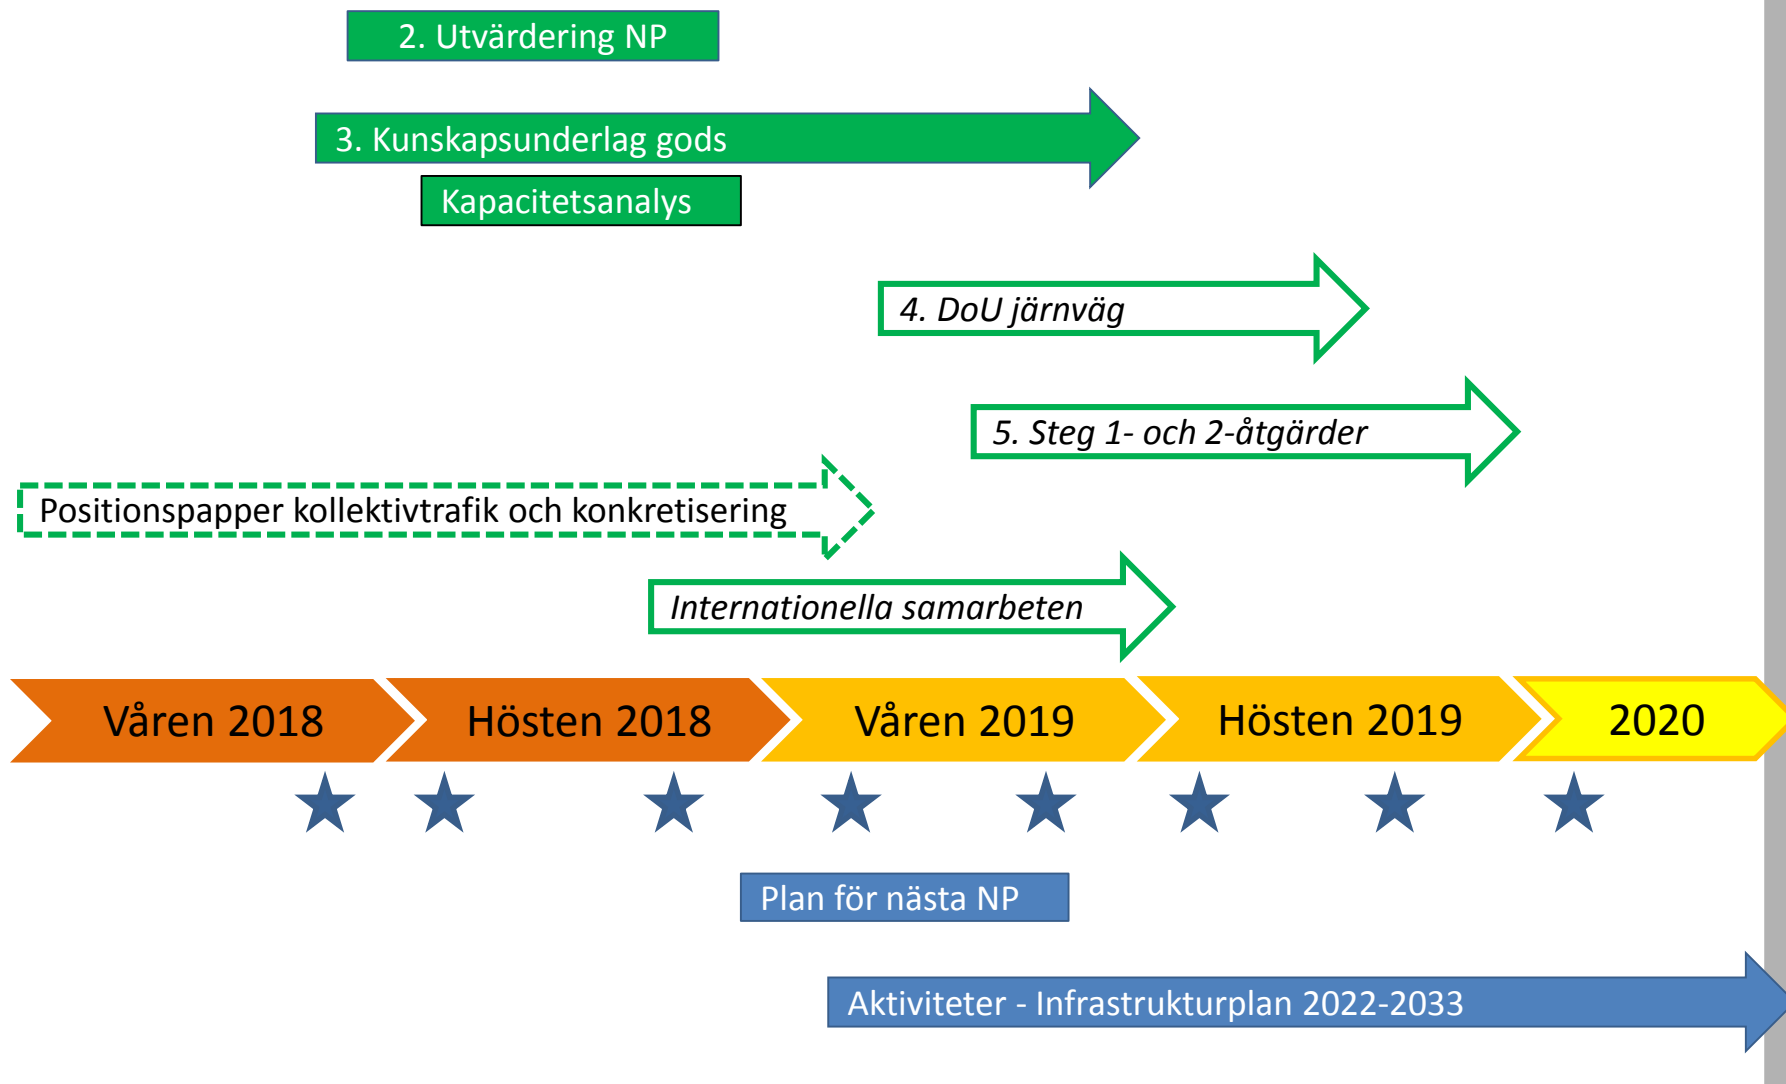 2. Utvärdering NP
3. Kunskapsunderlag gods
Kapacitetsanalys
4. DoU järnväg
5. Steg 1- och 2-åtgärder
Positionspapper kollektivtrafik och konkretisering
Internationella samarbeten
Våren 2018
Hösten 2018
Våren 2019
Hösten 2019
2020
Plan för nästa NP
Aktiviteter - Infrastrukturplan 2022-2033